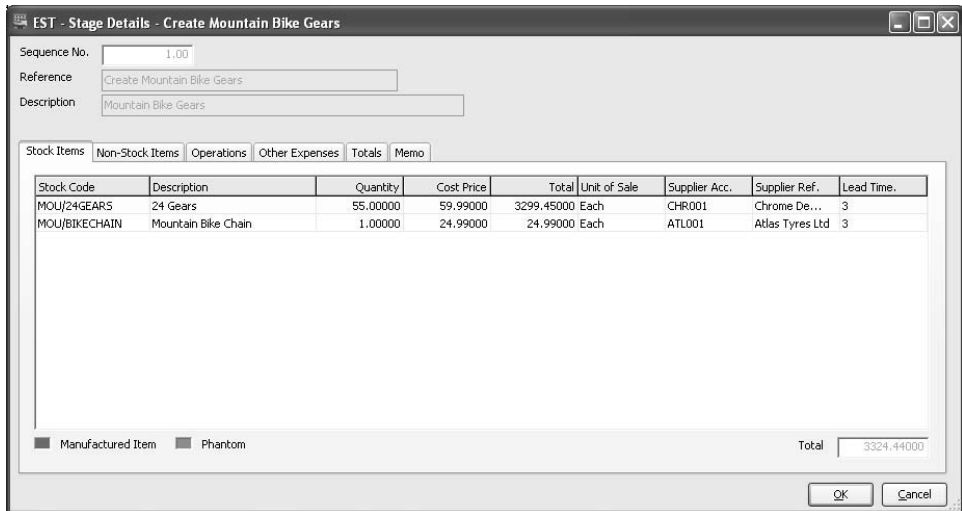 EST - Stage Details - Create Mountain Bike Gears
Sequence No. 1.00
Reference Create Mountain Bike Gears
Description Mountain Bike Gears
Stock Items Non-Stock Items Operations Other Expenses Totals Memo
Stock Code Description Quantity Cost Price Total Unit of Sale Supplier Acc. Supplier Ref. Lead Time.
MOU/24GEARS 24 Gears 55.00000 59.99000 3299.45000 Each CHR001 Chrome De... 3
MOU/BIKECHAIN Mountain Bike Chain 1.00000 24.99000 24.99000 Each ATL001 Atlas Tyres Ltd 3
Manufactured Item Phantom Total 3324.44000
OK Cancel